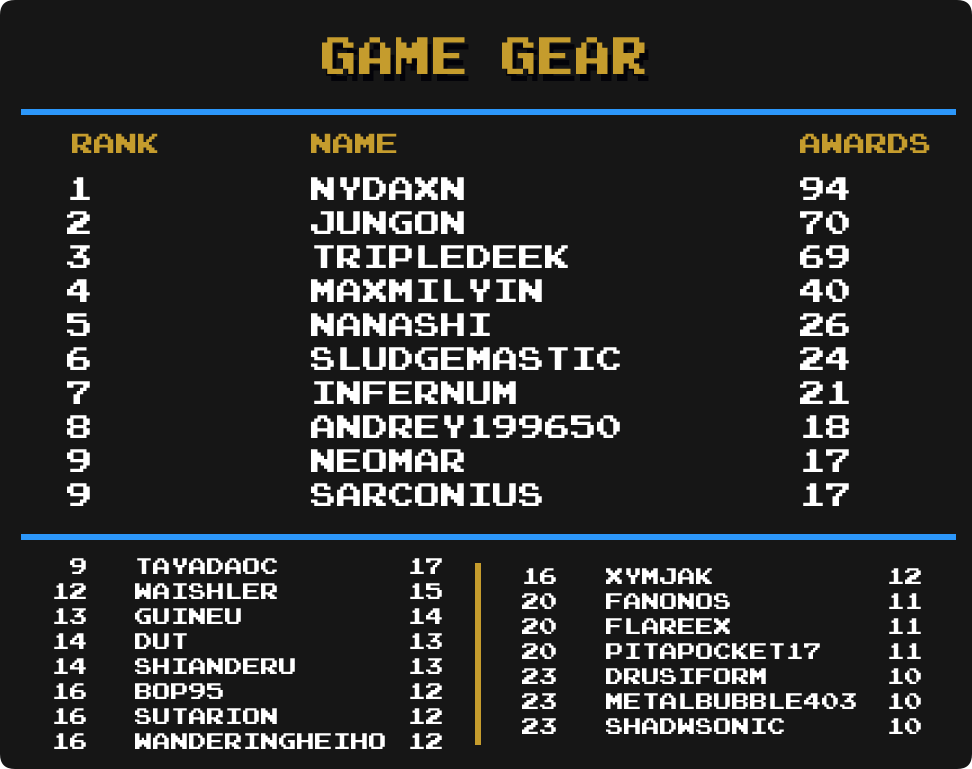 GAME GEAR
RANK NAME AWARDS
1 NYDAXN 94
2 JUNGON 70
3 TRIPLEDEEK 69
4 MAXMILYIN 40
5 NANASHI 26
6 SLUDGEMASTIC 24
7 INFERNUM 21
8 ANDREY199650 18
9 NEOMAR 17
9 SARCONIUS 17
9 TAYADAOC 17
12 WAISHLER 15
13 GUINEU 14
14 DUT 13
14 SHIANDERU 13
16 BOP95 12
16 SUTARION 12
16 WANDERINGHEIHO 12
16 XYMJAK 12
20 FANONOS 11
20 FLAREEX 11
20 PITAPOCKET17 11
23 DRUSIFORM 10
23 METALBUBBLE403 10
23 SHADWSONIC 10